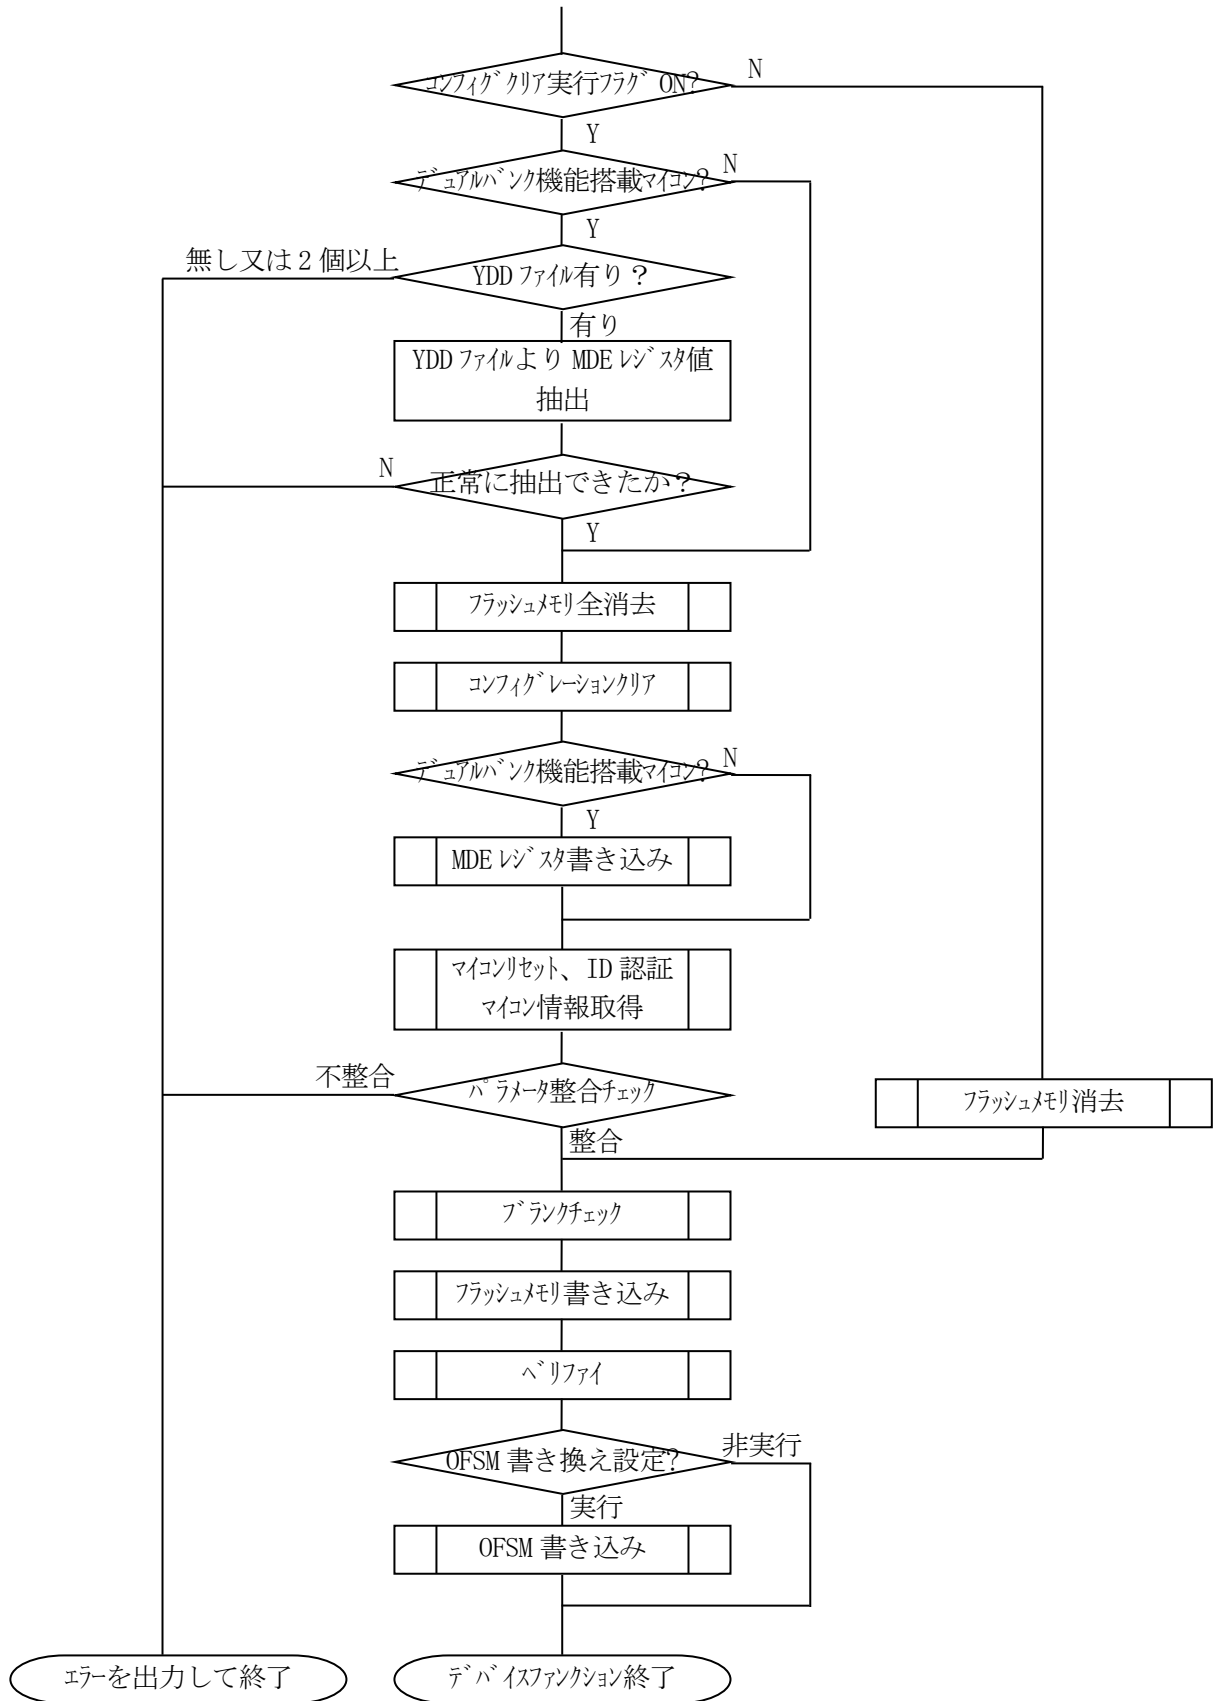 ｺﾝﾌｨｸﾞｸﾘｱ実行ﾌﾗｸﾞON?
N
Y
ﾃﾞｭｱﾙﾊﾞﾝｸ機能搭載ﾏｲｺﾝ?
N
Y
無し又は２個以上
YDDﾌｧｲﾙ有り？
有り
YDDﾌｧｲﾙより MDEﾚｼﾞｽﾀ値
抽出
N
正常に抽出できたか？
Y
ﾌﾗｯｼｭﾒﾓﾘ全消去
ｺﾝﾌｨｸﾞﾚｰｼｮﾝｸﾘｱ
ﾃﾞｭｱﾙﾊﾞﾝｸ機能搭載ﾏｲｺﾝ?
N
Y
MDEﾚｼﾞｽﾀ書き込み
ﾏｲｺﾝﾘｾｯﾄ、ID認証
ﾏｲｺﾝ情報取得
不整合
ﾊﾟﾗﾒｰﾀ整合ﾁｪｯｸ
ﾌﾗｯｼｭﾒﾓﾘ消去
整合
ﾌﾞﾗﾝｸﾁｪｯｸ
ﾌﾗｯｼｭﾒﾓﾘ書き込み
ﾍﾞﾘﾌｧｲ
OFSM書き換え設定?
非実行
実行
OFSM書き込み
ｴﾗｰを出力して終了
ﾃﾞﾊﾞｲｽﾌｧﾝｸｼｮﾝ終了